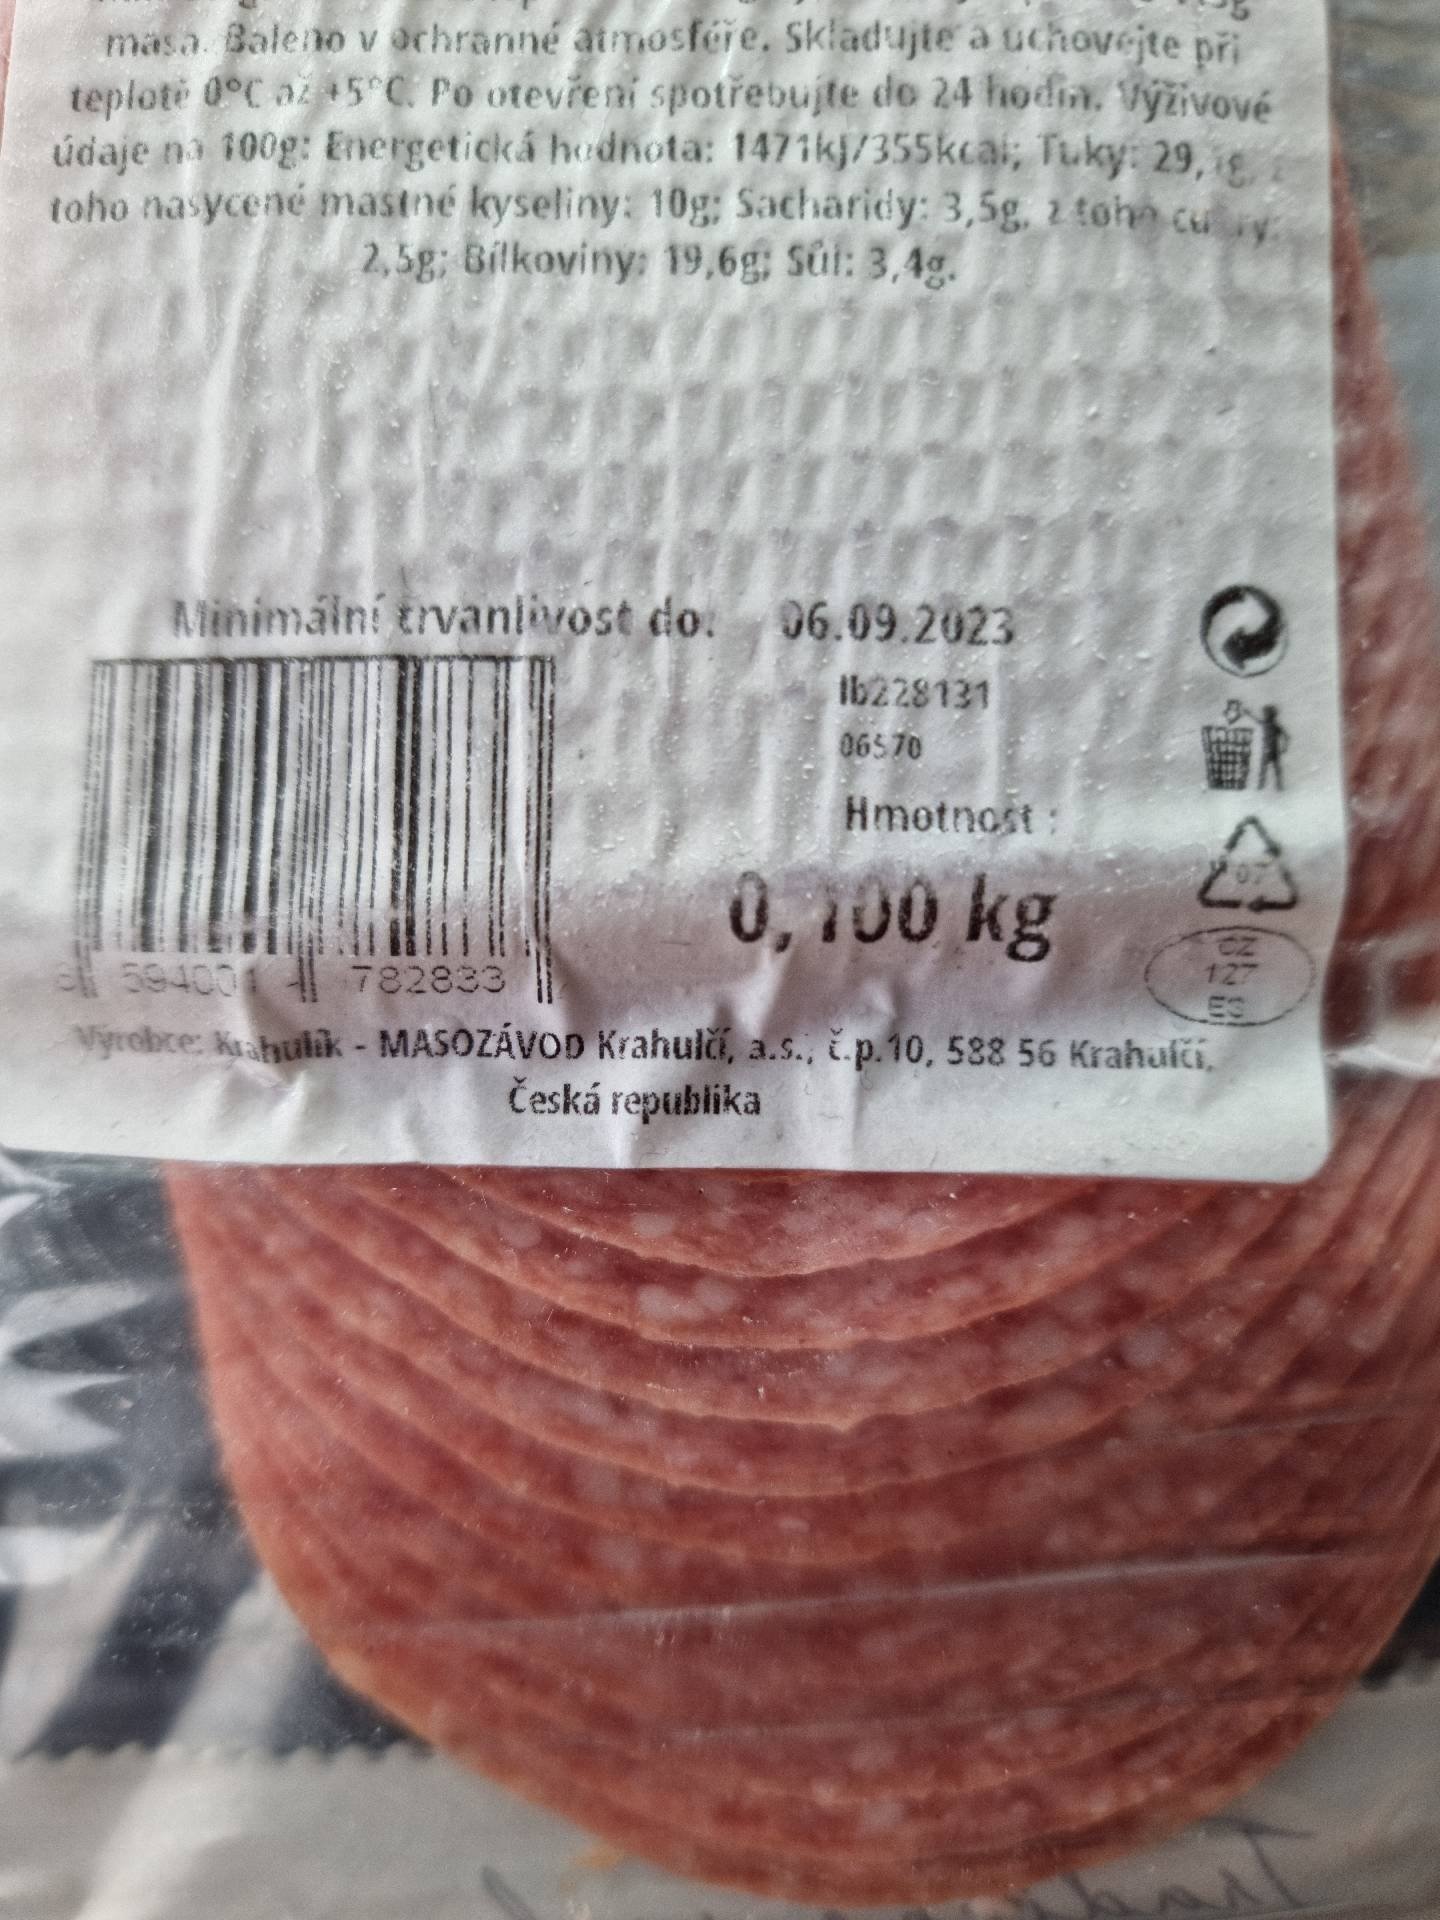 masa. Baleno v ochranné atmosféře. Skladujte a uchovejte při
teplotě 0°C až +5°C. Po otevření spotřebujte do 24 hodin. Výživové
údaje na 100g: Energetická hodnota: 1471kJ/355kcal; Tuky: 29, g, z
toho nasycené mastné kyseliny: 10g; Sacharidy: 3,5g, z toho cukry:
2,5g; Bílkoviny: 19,6g; Sůl: 3,4g.
Minimální trvanlivost do: 06.09.2023
lb228131
06570
Hmotnost :
0,100 kg
07
CZ
127
ES
8 594001 782833
Výrobce: Krahulík - MASOZÁVOD Krahulčí, a.s., č.p.10, 588 56 Krahulčí,
Česká republika